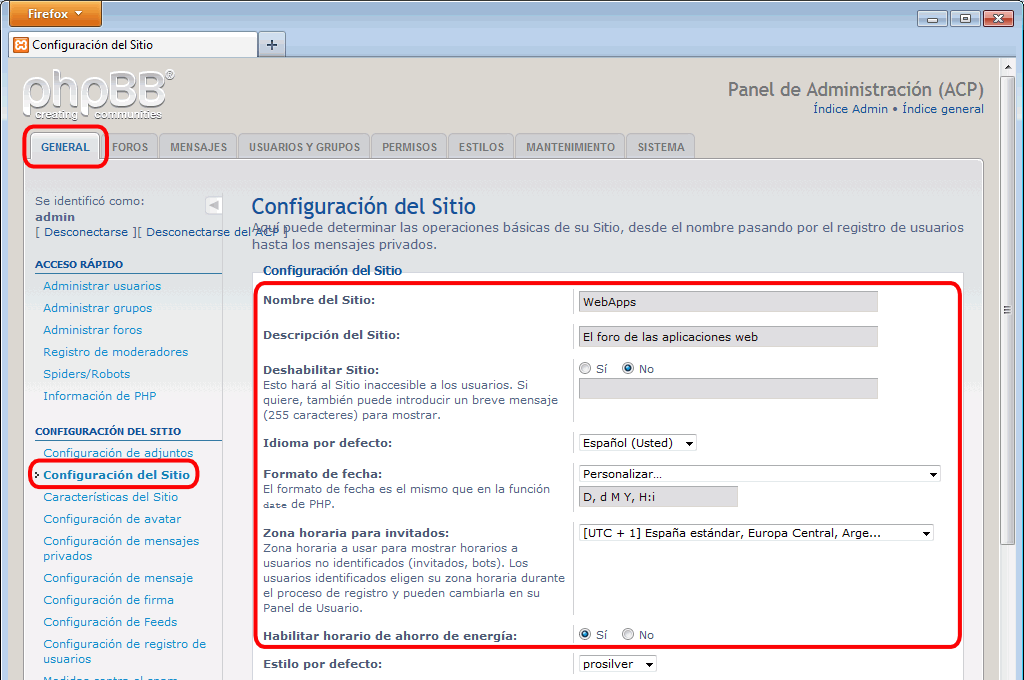 Firefox
Configuración del Sitio
phpBB®
creating communities
Panel de Administración (ACP)
Índice Admin • Índice general
GENERAL FOROS MENSAJES USUARIOS Y GRUPOS PERMISOS ESTILOS MANTENIMIENTO SISTEMA
Se identificó como:
admin
[ Desconectarse ][ Desconectarse del ACP ]
ACCESO RÁPIDO
Administrar usuarios
Administrar grupos
Administrar foros
Registro de moderadores
Spiders/Robots
Información de PHP
CONFIGURACIÓN DEL SITIO
Configuración de adjuntos
Configuración del Sitio
Características del Sitio
Configuración de avatar
Configuración de mensajes
privados
Configuración de mensaje
Configuración de firma
Configuración de Feeds
Configuración de registro de
usuarios
Medidas contra el spam
Configuración del Sitio
Aquí puede determinar las operaciones básicas de su Sitio, desde el nombre pasando por el registro de usuarios
hasta los mensajes privados.
Configuración del Sitio
Nombre del Sitio:
WebApps
Descripción del Sitio:
El foro de las aplicaciones web
Deshabilitar Sitio:
Esto hará al Sitio inaccesible a los usuarios. Si
quiere, también puede introducir un breve mensaje
(255 caracteres) para mostrar.
Sí No
Idioma por defecto:
Español (Usted)
Formato de fecha:
El formato de fecha es el mismo que en la función
date de PHP.
Personalizar...
D, d M Y, H:i
Zona horaria para invitados:
Zona horaria a usar para mostrar horarios a
usuarios no identificados (invitados, bots). Los
usuarios identificados eligen su zona horaria durante
el proceso de registro y pueden cambiarla en su
Panel de Usuario.
[UTC + 1] España estándar, Europa Central, Arge...
Habilitar horario de ahorro de energía:
Sí No
Estilo por defecto:
prosilver